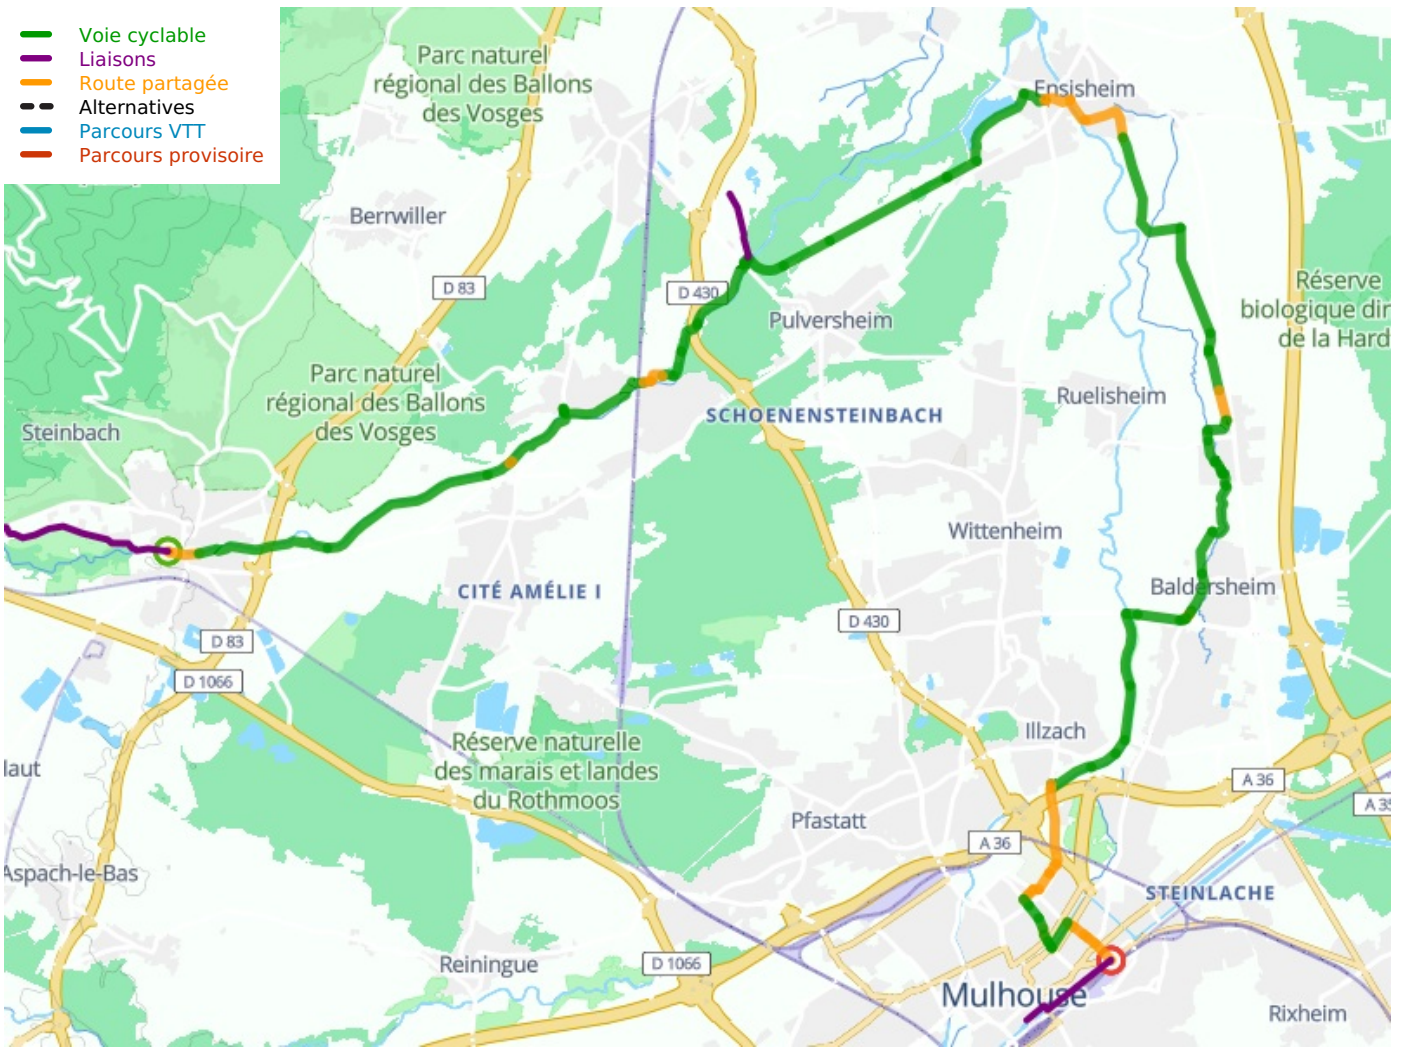 Voie cyclable
Liaisons
Route partagée
Alternatives
Parcours VTT
Parcours provisoire
Parc naturel
régional des Ballons
des Vosges
Ensisheim
Berrwiller
D 83
D 430
Réserve
biologique dir
de la Hard
Pulversheim
Parc naturel
régional des Ballons
des Vosges
Ruelisheim
SCHOENENSTEINBACH
Steinbach
Wittenheim
CITÉ AMÉLIE I
Baldersheim
D 430
D 83
D 1066
Illzach
Réserve naturelle
des marais et landes
du Rothmoos
laut
A 36
A 35
Pfastatt
A 36
Aspach-le-Bas
STEINLACHE
Reiningue
D 1066
Mulhouse
Rixheim